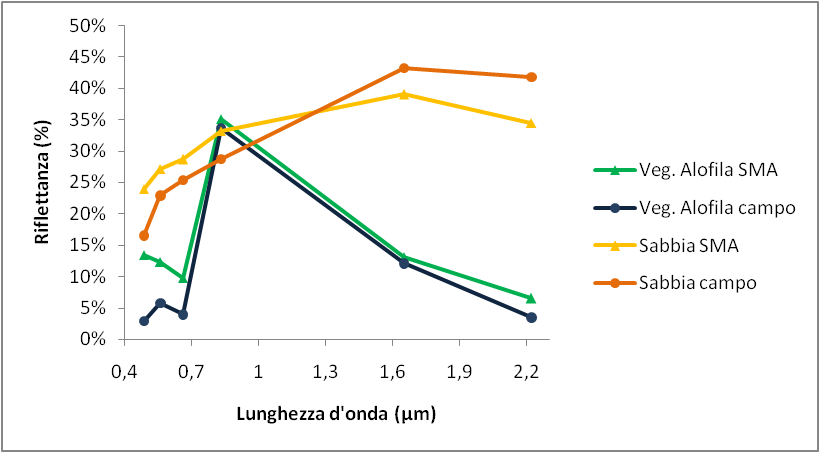 50%
45%
40%
35%
30%
25%
20%
15%
10%
5%
0%
Riflettanza (%)
0,4 0,7 1 1,3 1,6 1,9 2,2
Lunghezza d'onda (µm)
Veg. Alofila SMA
Veg. Alofila campo
Sabbia SMA
Sabbia campo